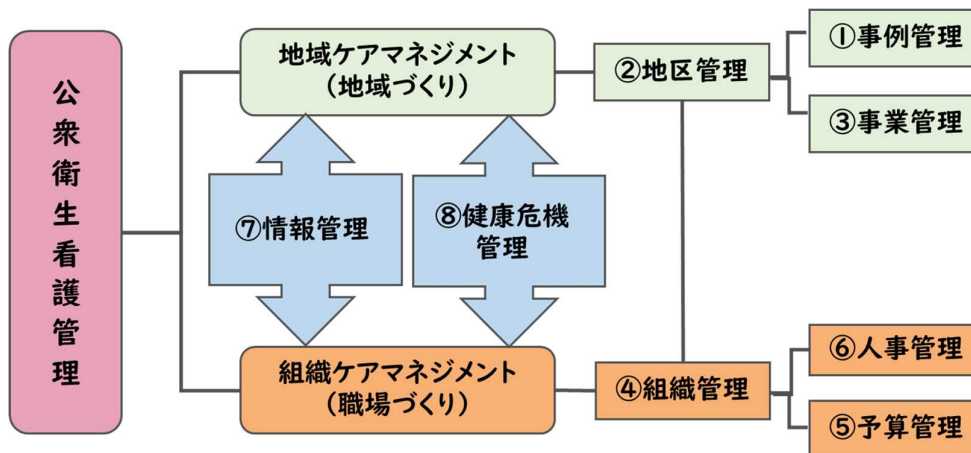 公衆衛生看護管理
地域ケアマネジメント
（地域づくり）
②地区管理
①事例管理
③事業管理
⑦情報管理
⑧健康危機
管理
組織ケアマネジメント
（職場づくり）
④組織管理
⑥人事管理
⑤予算管理